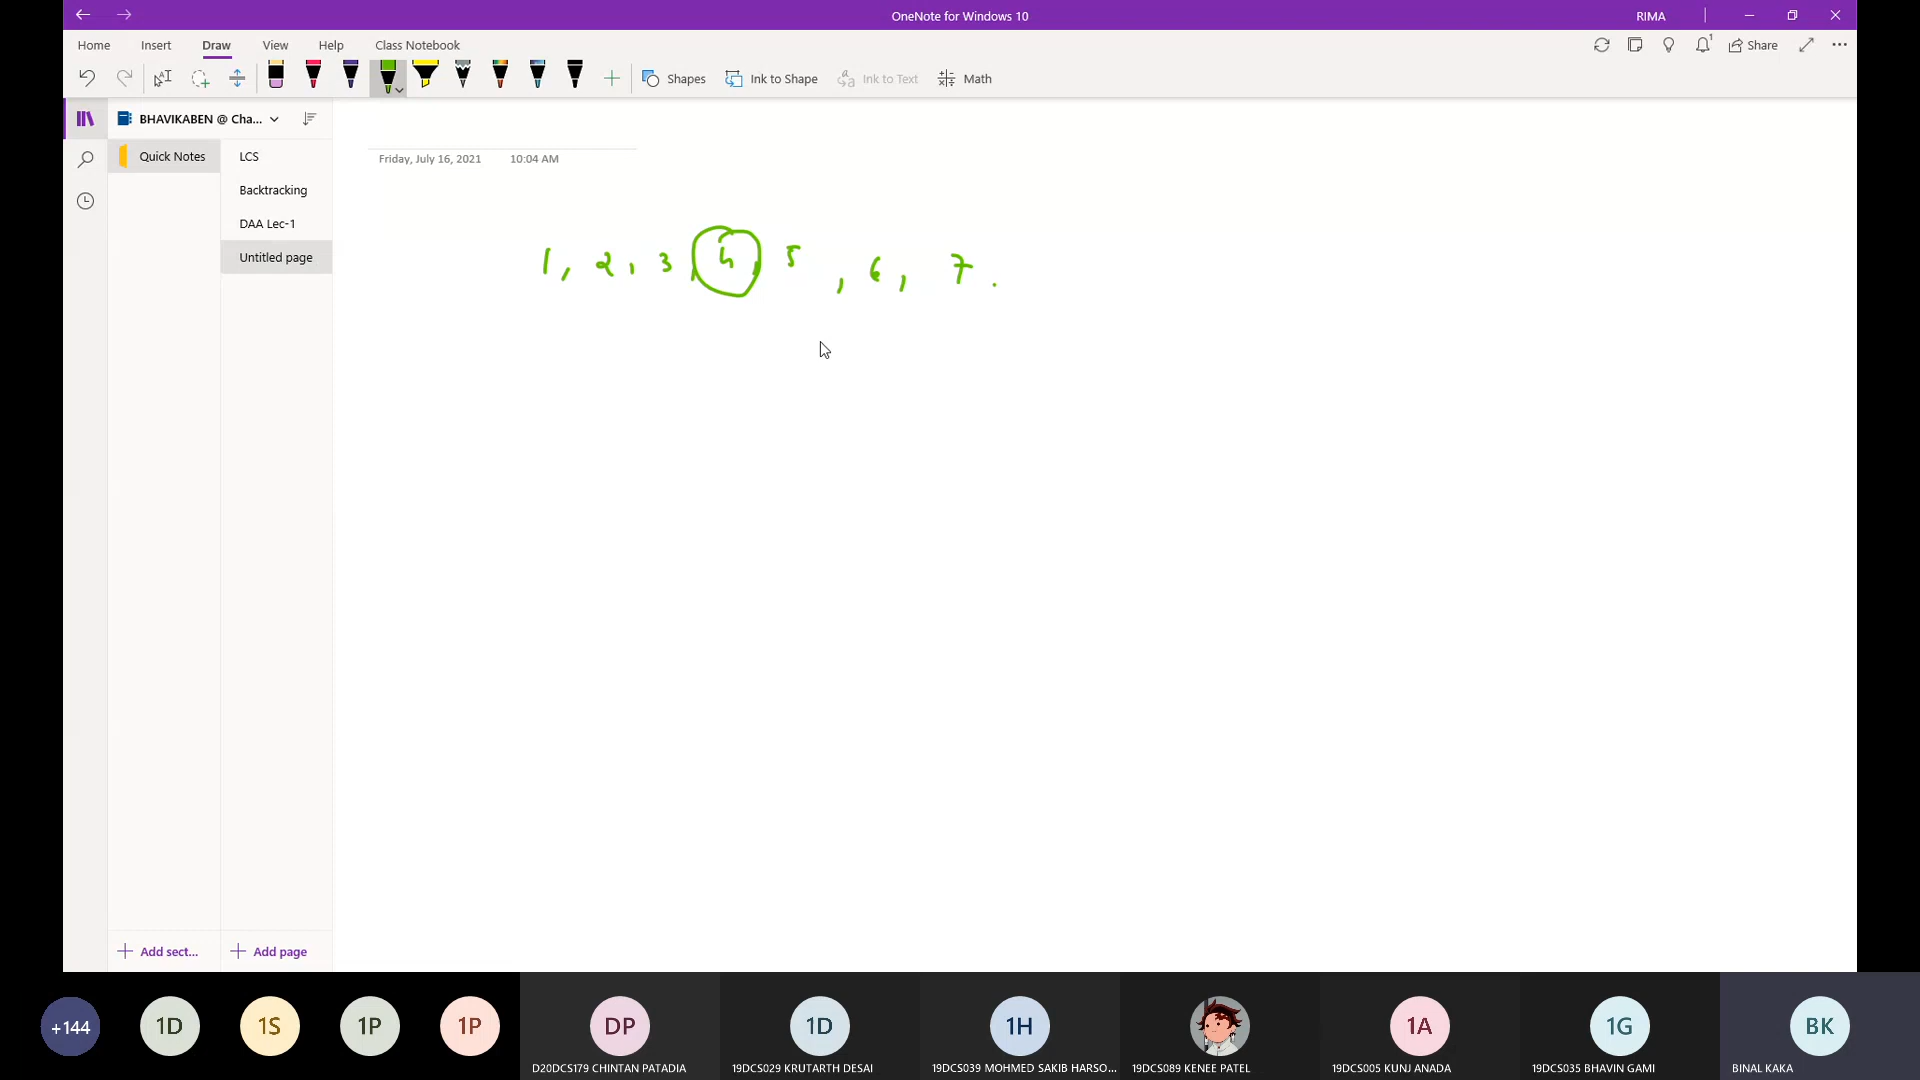 OneNote for Windows 10
RIMA
Home Insert Draw View Help Class Notebook
Share
Shapes Ink to Shape Ink to Text Math
BHAVIKABEN @ Cha...
Quick Notes
LCS
Backtracking
DAA Lec-1
Untitled page
Friday, July 16, 2021 10:04 AM
1, 2, 3, 4, 5, 6, 7.
Add sect...
Add page
+144 1D 1S 1P 1P DP 1D 1H 1A 1G BK
D20DCS179 CHINTAN PATADIA 19DCS029 KRUTARTH DESAI 19DCS039 MOHMED SAKIB HARSO... 19DCS089 KENEE PATEL 19DCS005 KUNJ ANADA 19DCS035 BHAVIN GAMI BINAL KAKA